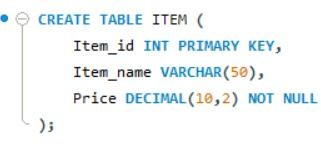 CREATE TABLE ITEM (
Item_id INT PRIMARY KEY,
Item_name VARCHAR(50),
Price DECIMAL(10,2) NOT NULL
);